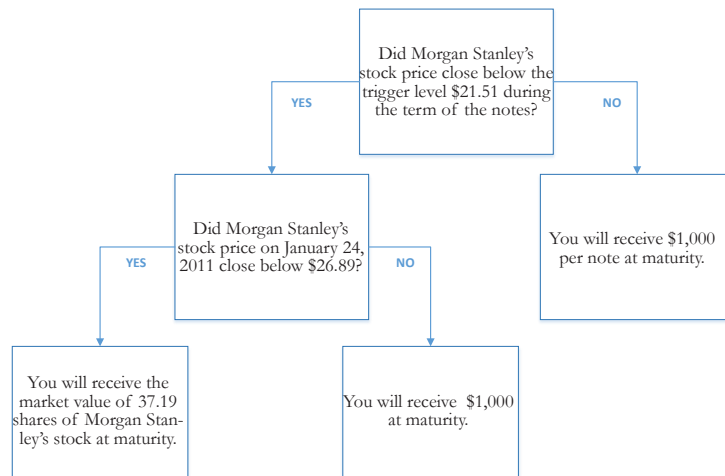 Did Morgan Stanley's
stock price close below the
trigger level $21.51 during
the term of the notes?
YES
NO
Did Morgan Stanley's
stock price on January 24,
2011 close below $26.89?
You will receive $1,000
per note at maturity.
YES
NO
You will receive the
market value of 37.19
shares of Morgan Stan-
ley's stock at maturity.
You will receive $1,000
at maturity.